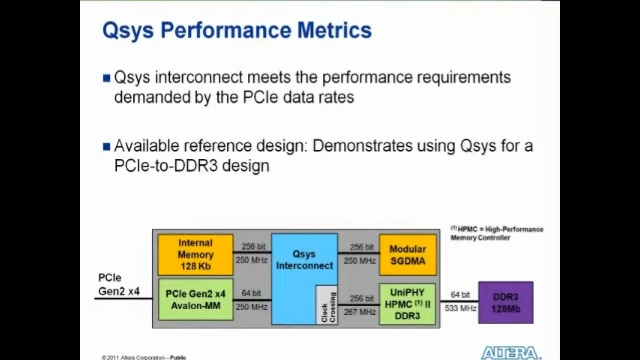 Qsys Performance Metrics
Qsys interconnect meets the performance requirements
demanded by the PCIe data rates
Available reference design: Demonstrates using Qsys for a
PCIe-to-DDR3 design
(1) HPMC = High-Performance
Memory Controller
Internal
Memory
128 Kb
256 bit
250 MHz
Qsys
Interconnect
256 bit
250 MHz
Modular
SGDMA
PCIe
Gen2 x4
PCIe Gen2 x4
Avalon-MM
64 bit
250 MHz
Clock
Crossing
256 bit
267 MHz
UniPHY
HPMC (1) II
DDR3
64 bit
533 MHz
DDR3
128Mb
© 2011 Altera Corporation—Public
ALTERA